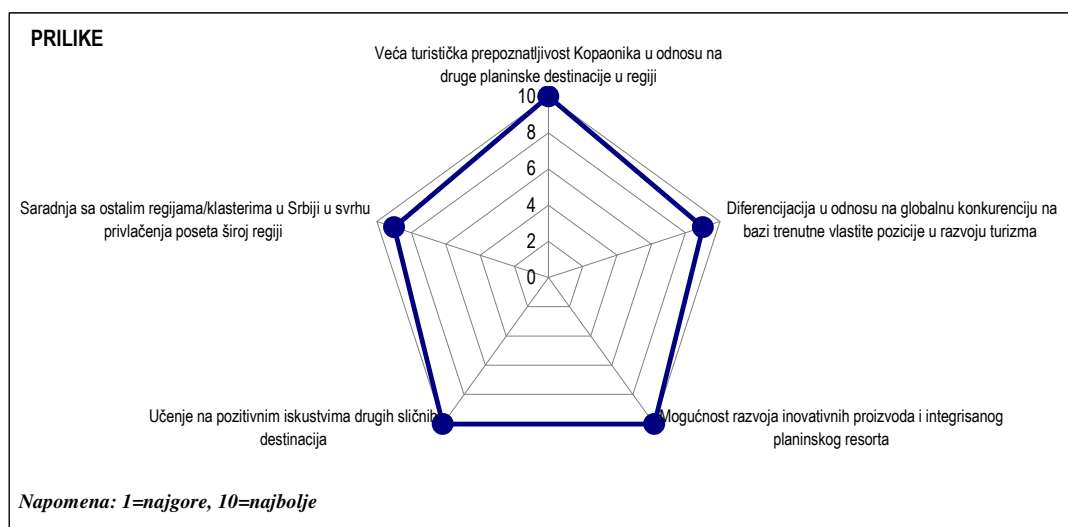 PRILIKE
Veća turistička prepoznatljivost Kopaonika u odnosu na
druge planinske destinacije u regiji
10
8
6
4
2
0
Saradnja sa ostalim regijama/klasterima u Srbiji u svrhu
privlačenja poseta široj regiji
Diferencijacija u odnosu na globalnu konkurenciju na
bazi trenutne vlastite pozicije u razvoju turizma
Učenje na pozitivnim iskustvima drugih sličnih
destinacija
Mogućnost razvoja inovativnih proizvoda i integrisanog
planinskog resorta
Napomena: 1=najgore, 10=najbolje